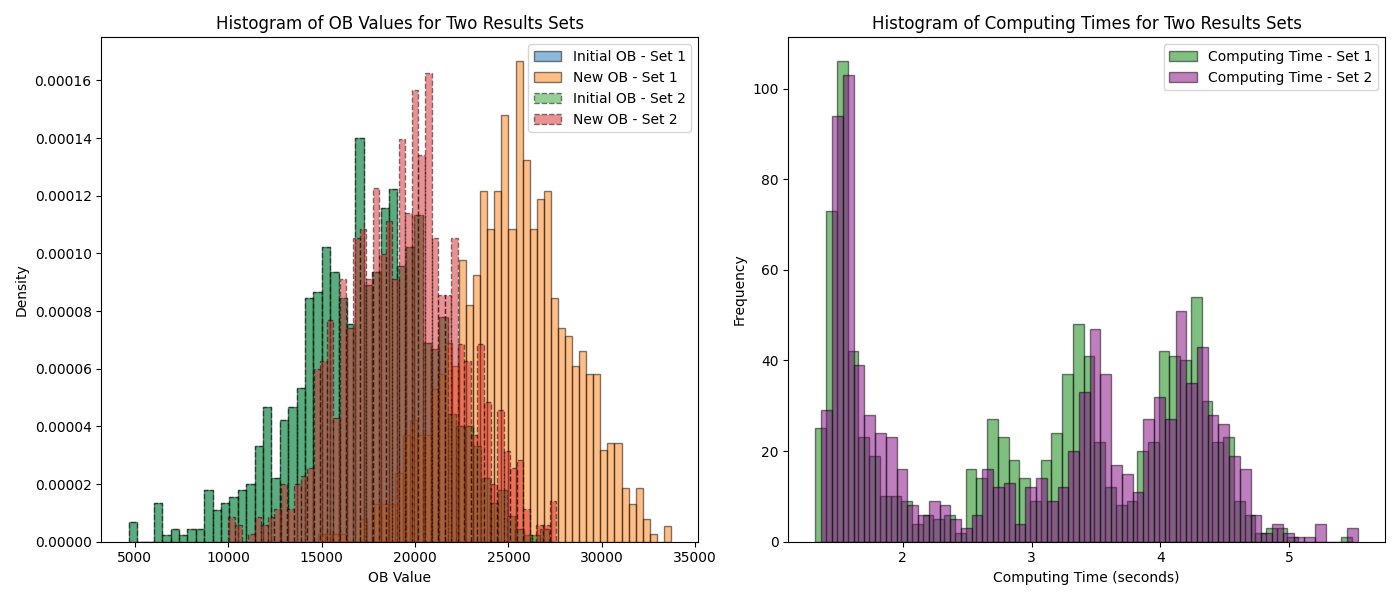 Histogram of OB Values for Two Results Sets
Initial OB - Set 1
New OB - Set 1
Initial OB - Set 2
New OB - Set 2
0.00016
0.00014
0.00012
0.00010
0.00008
0.00006
0.00004
0.00002
0.00000
Density
5000 10000 15000 20000 25000 30000 35000
OB Value
Histogram of Computing Times for Two Results Sets
Computing Time - Set 1
Computing Time - Set 2
100
80
60
40
20
0
Frequency
2 3 4 5
Computing Time (seconds)